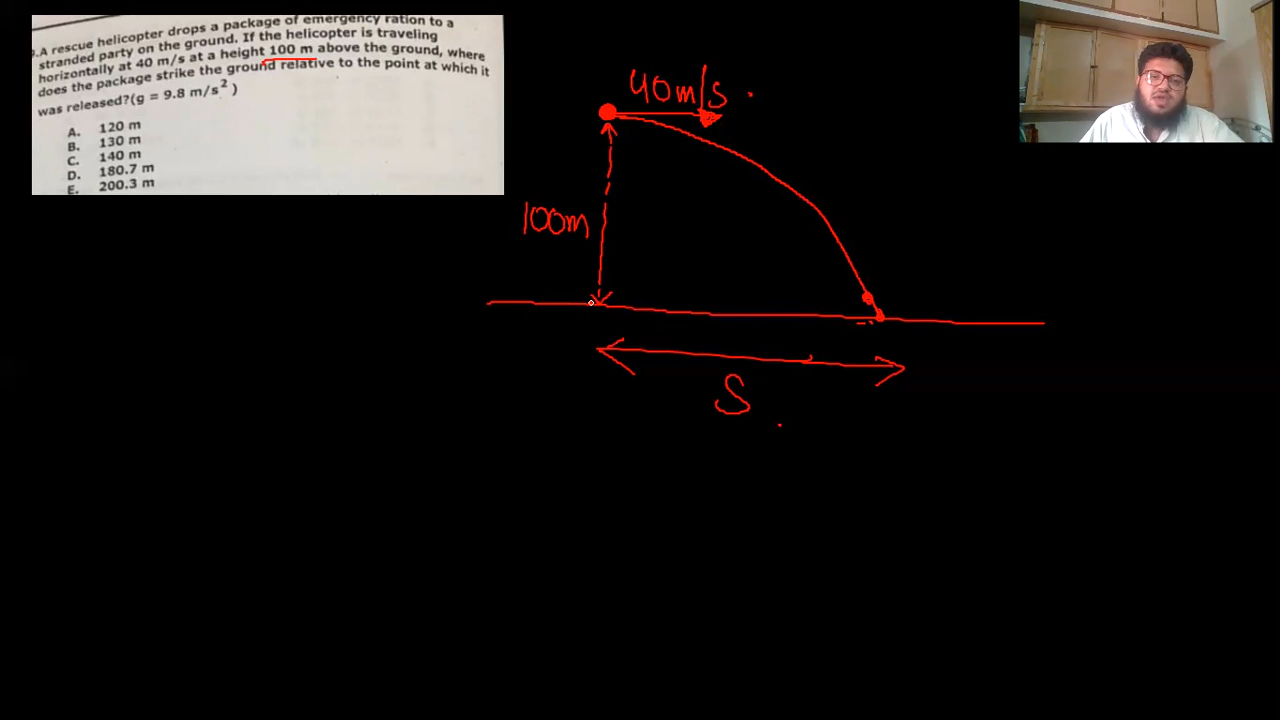 .A rescue helicopter drops a package of emergency ration to a
stranded party on the ground. If the helicopter is traveling
horizontally at 40 m/s at a height 100 m above the ground, where
does the package strike the ground relative to the point at which it
was released?(g = 9.8 m/s²)
A. 120 m
B. 130 m
C. 140 m
D. 180.7 m
E. 200.3 m
40m/s.
100m
S